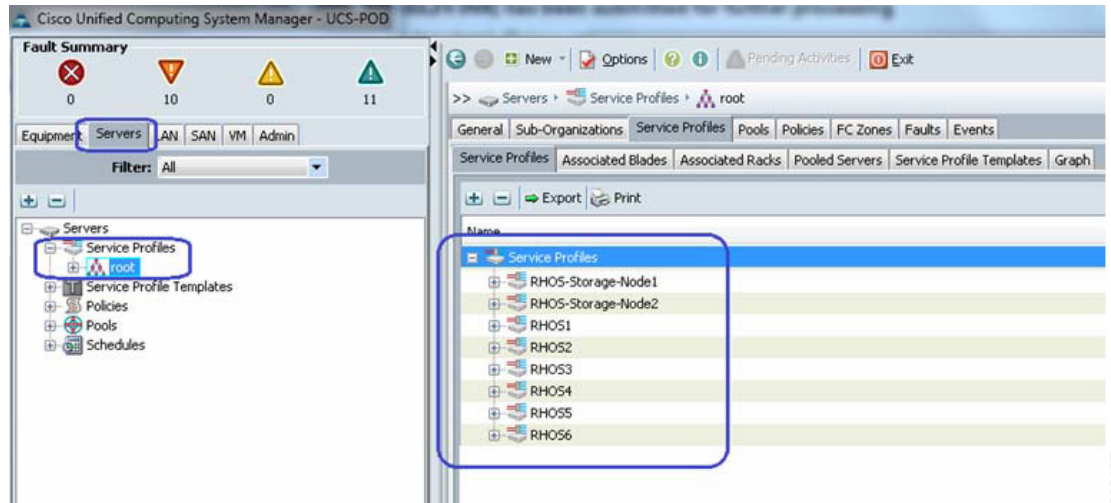 Cisco Unified Computing System Manager - UCS-POD
Fault Summary
0 10 0 11
New Options Pending Activities Exit
>> Servers Service Profiles root
Equipment Servers LAN SAN VM Admin
Filter: All
Servers
Service Profiles
root
Service Profile Templates
Policies
Pools
Schedules
General Sub-Organizations Service Profiles Pools Policies FC Zones Faults Events
Service Profiles Associated Blades Associated Racks Pooled Servers Service Profile Templates Graph
Export Print
Name
Service Profiles
RHOS-Storage-Node1
RHOS-Storage-Node2
RHOS1
RHOS2
RHOS3
RHOS4
RHOS5
RHOS6